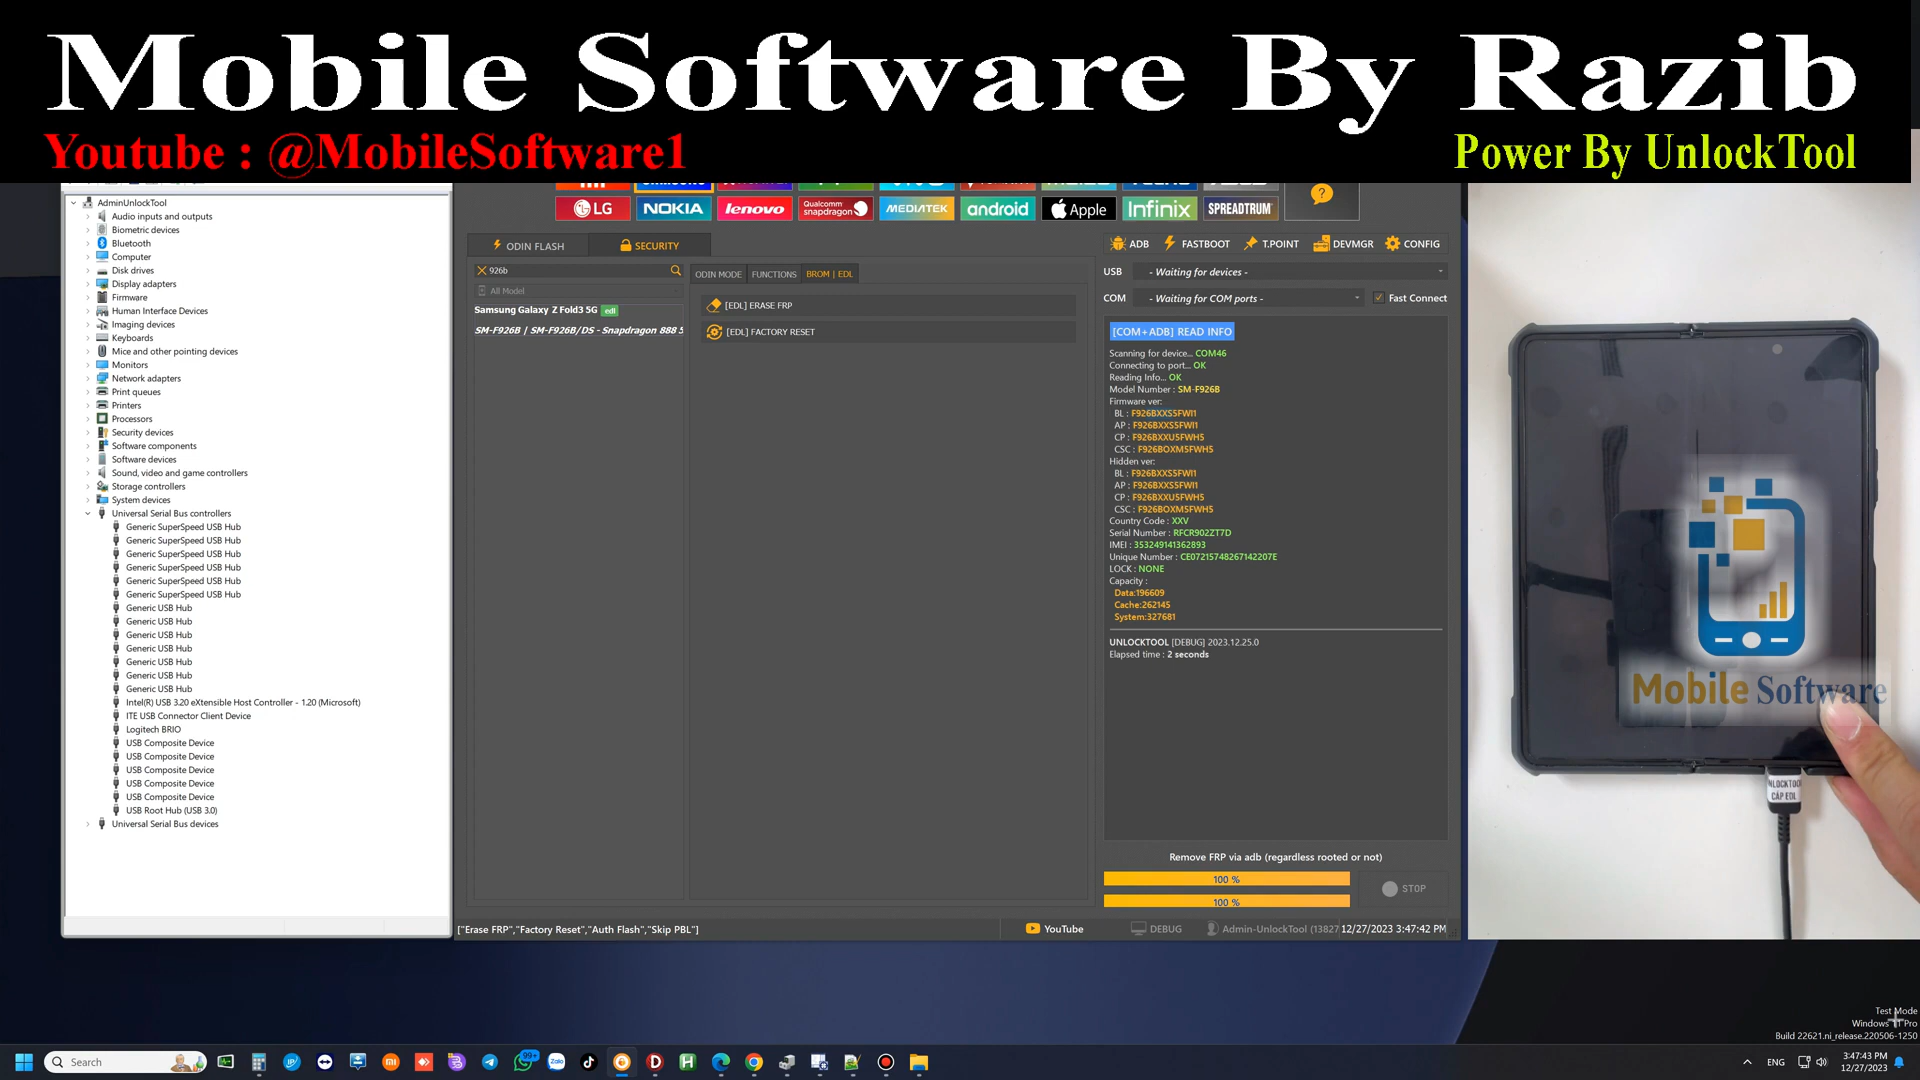 Mobile Software By Razib
Youtube : @MobileSoftware1
Power By UnlockTool
LG
NOKIA
lenovo
Qualcomm snapdragon
MEDIATEK
android
Apple
Infinix
SPREADTRUM
?
AdminUnlockTool
Audio inputs and outputs
Biometric devices
Bluetooth
Computer
Disk drives
Display adapters
Firmware
Human Interface Devices
Imaging devices
Keyboards
Mice and other pointing devices
Monitors
Network adapters
Print queues
Printers
Processors
Security devices
Software components
Software devices
Sound, video and game controllers
Storage controllers
System devices
Universal Serial Bus controllers
Generic SuperSpeed USB Hub
Generic SuperSpeed USB Hub
Generic SuperSpeed USB Hub
Generic SuperSpeed USB Hub
Generic SuperSpeed USB Hub
Generic SuperSpeed USB Hub
Generic USB Hub
Generic USB Hub
Generic USB Hub
Generic USB Hub
Generic USB Hub
Generic USB Hub
Generic USB Hub
Intel(R) USB 3.20 eXtensible Host Controller - 1.20 (Microsoft)
ITE USB Connector Client Device
Logitech BRIO
USB Composite Device
USB Composite Device
USB Composite Device
USB Composite Device
USB Composite Device
USB Root Hub (USB 3.0)
Universal Serial Bus devices
ODIN FLASH
SECURITY
926b
All Model
Samsung Galaxy Z Fold3 5G edl
SM-F926B | SM-F926B/DS - Snapdragon 888 5
ODIN MODE
FUNCTIONS
BROM | EDL
[EDL] ERASE FRP
[EDL] FACTORY RESET
ADB
FASTBOOT
T.POINT
DEVMGR
CONFIG
USB - Waiting for devices -
COM - Waiting for COM ports -
Fast Connect
[COM+ADB] READ INFO
Scanning for device... COM46
Connecting to port... OK
Reading Info... OK
Model Number : SM-F926B
Firmware ver:
BL : F926BXXS5FWI1
AP : F926BXXS5FWI1
CP : F926BXXU5FWH5
CSC : F926BOXM5FWH5
Hidden ver:
BL : F926BXXS5FWI1
AP : F926BXXS5FWI1
CP : F926BXXU5FWH5
CSC : F926BOXM5FWH5
Country Code : XXV
Serial Number : RFCR902ZT7D
IMEI : 353249141362893
Unique Number : CE07215748267142207E
LOCK : NONE
Capacity :
Data:196609
Cache:262145
System:327681
UNLOCKTOOL [DEBUG] 2023.12.25.0
Elapsed time : 2 seconds
Remove FRP via adb (regardless rooted or not)
100 %
100 %
STOP
["Erase FRP","Factory Reset","Auth Flash","Skip PBL"]
YouTube
DEBUG
Admin-UnlockTool (13827
12/27/2023 3:47:42 PM
Mobile Software
UNLOCKTOOL
CÁP EDL
Test Mode
Windows 11 Pro
Build 22621.ni_release.220506-1250
Search
99+
Zalo
ENG
3:47:43 PM
12/27/2023